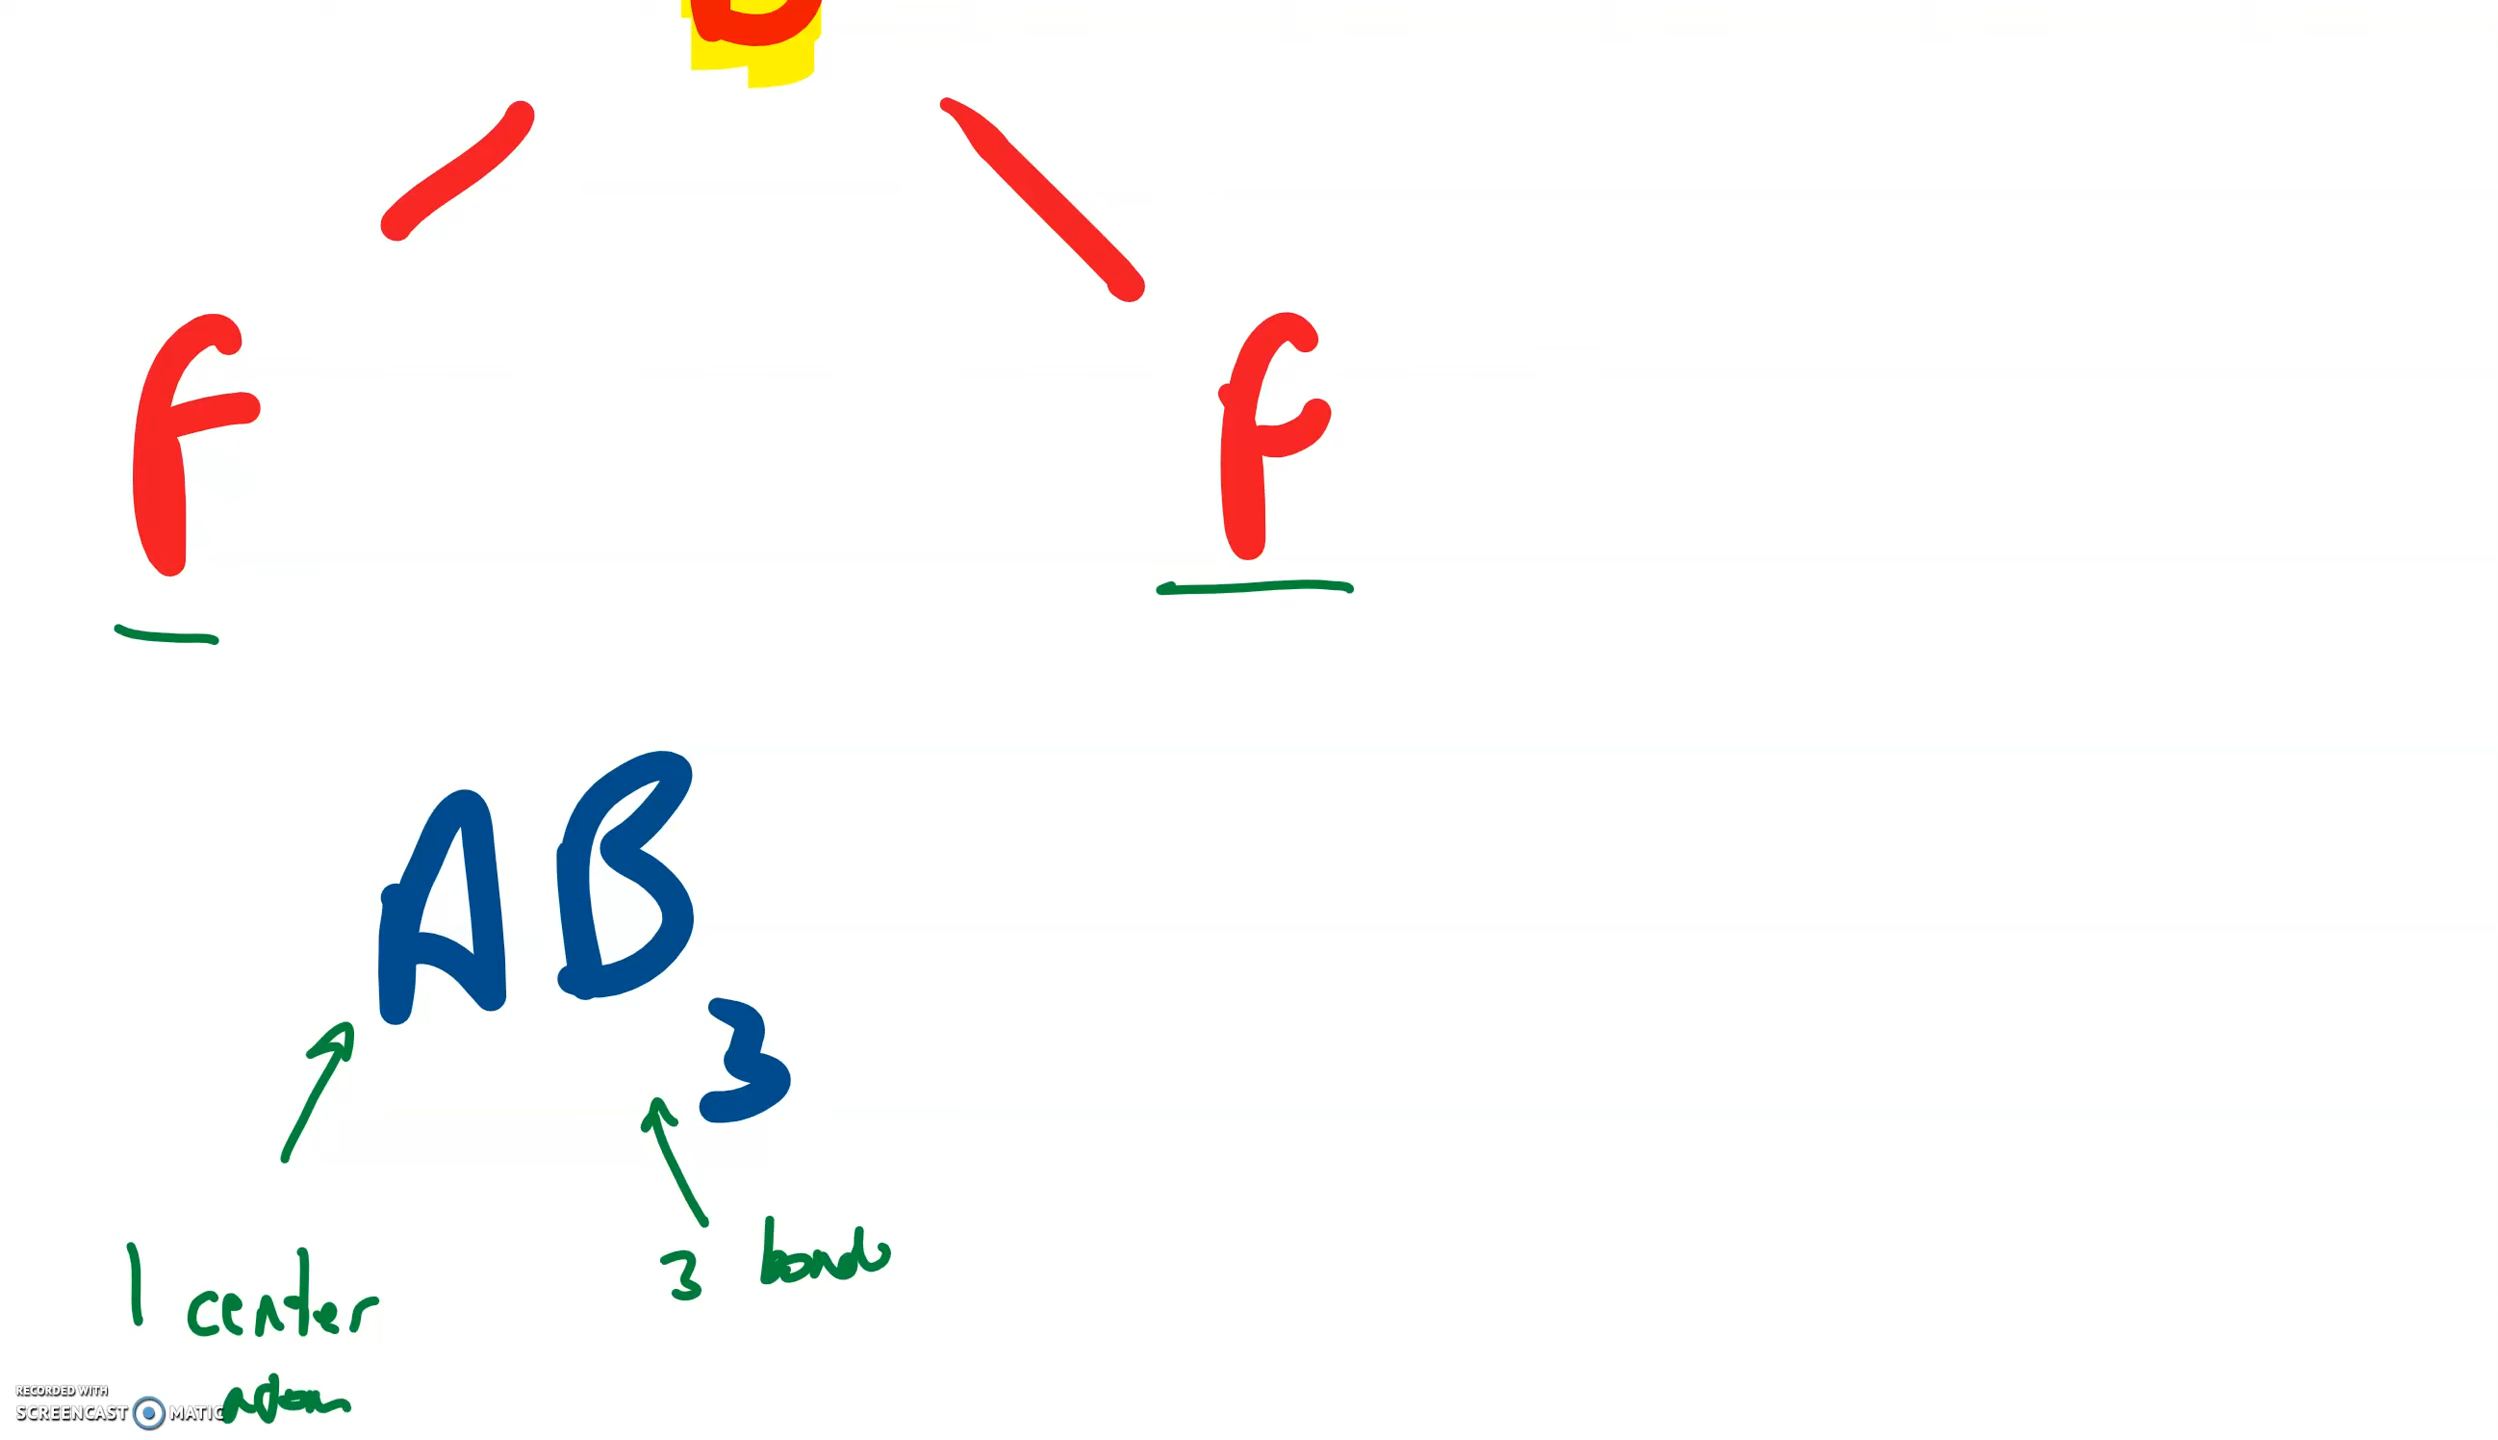 B
F F
AB3
3 bonds
1 center
atom
RECORDED WITH
SCREENCAST MATIC